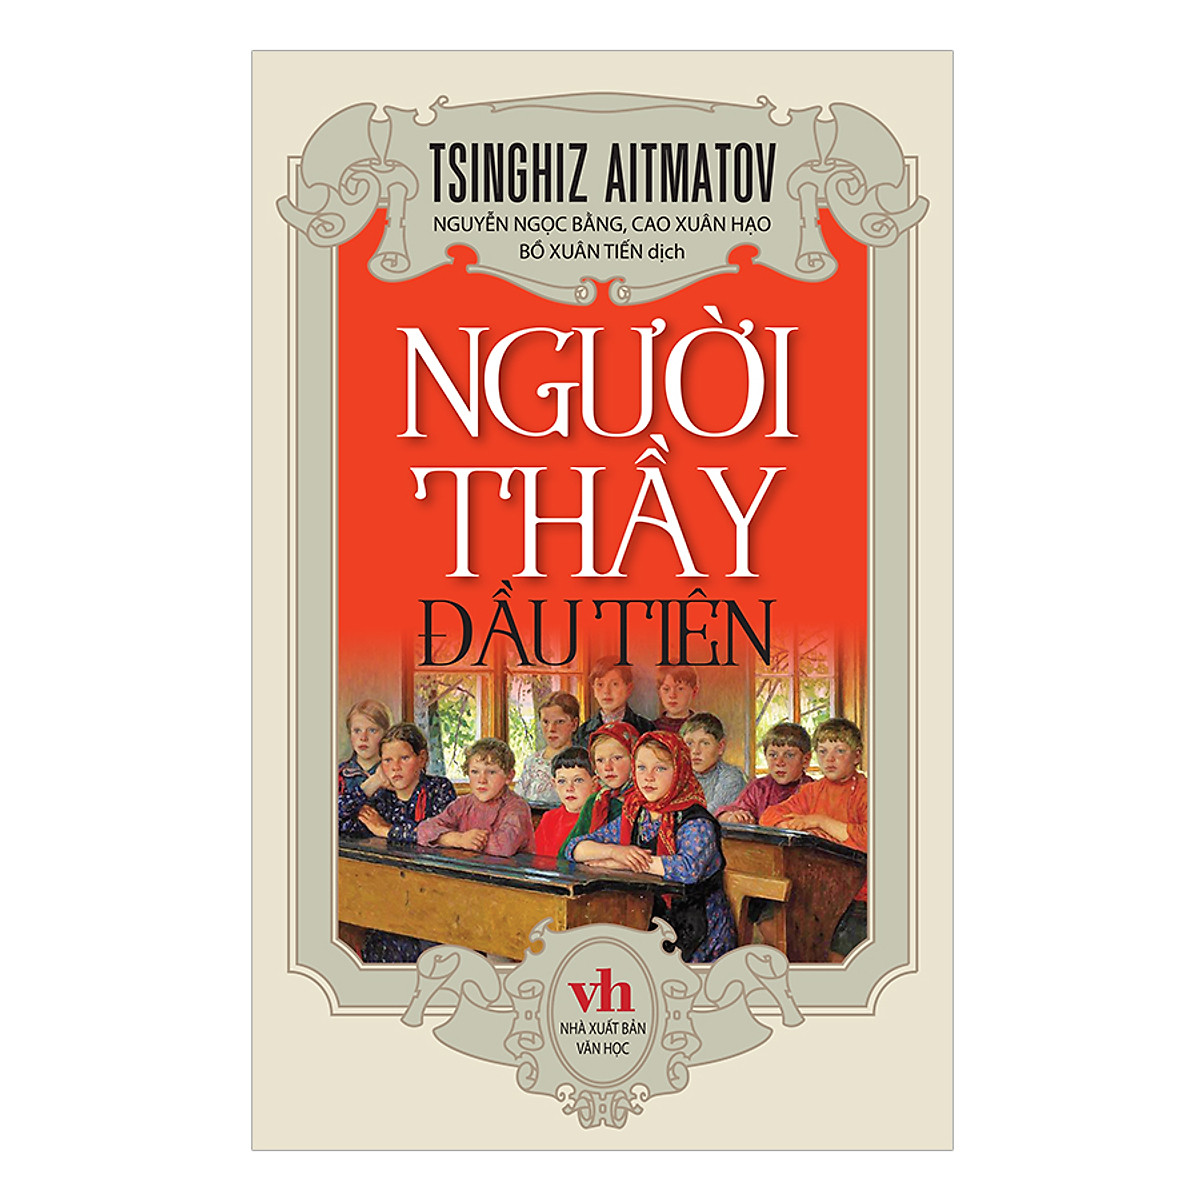 TSINGHIZ AITMATOV
NGUYỄN NGỌC BẰNG, CAO XUÂN HẠO
BỒ XUÂN TIẾN dịch
NGƯỜI
THẦY
ĐẦU TIÊN
vh
NHÀ XUẤT BẢN
VĂN HỌC